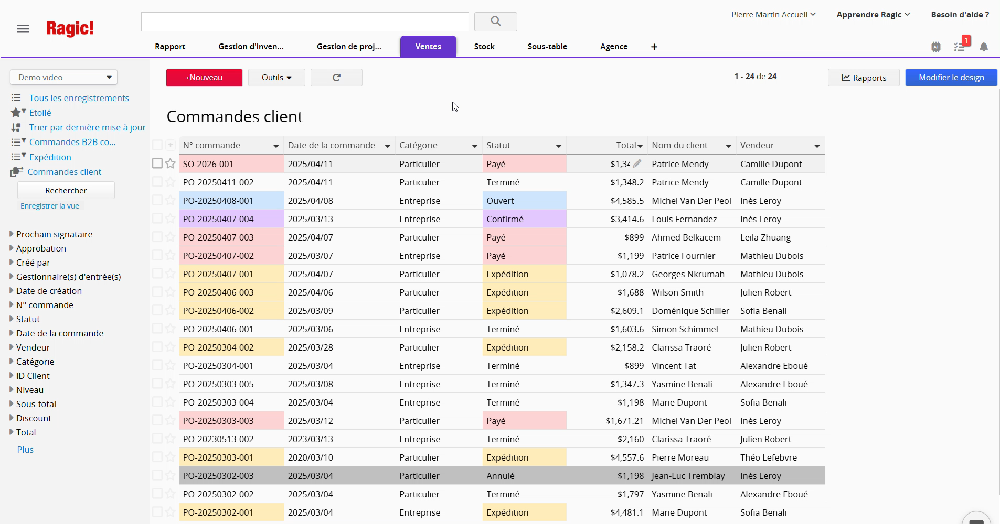 Ragic!
Pierre Martin Accueil
Apprendre Ragic
Besoin d'aide ?
Rapport
Gestion d'inven...
Gestion de proj...
Ventes
Stock
Sous-table
Agence
+
AI
1
Demo video
+Nouveau
Outils
1 - 24 de 24
Rapports
Modifier le design
Tous les enregistrements
Etoilé
Trier par dernière mise à jour
Commandes B2B co...
Expédition
Commandes client
Rechercher
Enregistrer la vue
Prochain signataire
Approbation
Créé par
Gestionnaire(s) d'entrée(s)
Date de création
N° commande
Statut
Date de la commande
Vendeur
Catégorie
ID Client
Niveau
Sous-total
Discount
Total
Plus
Commandes client
N° commande Date de la commande Catégorie Statut Total Nom du client Vendeur
SO-2026-001 2025/04/11 Particulier Payé $1,34 Patrice Mendy Camille Dupont
PO-20250411-002 2025/04/11 Particulier Terminé $1,348.2 Patrice Mendy Camille Dupont
PO-20250408-001 2025/04/08 Entreprise Ouvert $4,585.5 Michel Van Der Peol Inès Leroy
PO-20250407-004 2025/03/13 Entreprise Confirmé $3,414.6 Louis Fernandez Inès Leroy
PO-20250407-003 2025/04/07 Particulier Payé $899 Ahmed Belkacem Leila Zhuang
PO-20250407-002 2025/03/07 Entreprise Payé $1,199 Patrice Fournier Mathieu Dubois
PO-20250407-001 2025/04/07 Particulier Expédition $1,078.2 Georges Nkrumah Mathieu Dubois
PO-20250406-003 2025/04/06 Particulier Expédition $1,688 Wilson Smith Julien Robert
PO-20250406-002 2025/03/09 Particulier Expédition $2,609.1 Doménique Schiller Sofia Benali
PO-20250406-001 2025/03/06 Entreprise Terminé $1,603.6 Simon Schimmel Mathieu Dubois
PO-20250304-002 2025/03/28 Particulier Expédition $2,158.2 Clarissa Traoré Julien Robert
PO-20250304-001 2025/03/04 Entreprise Terminé $899 Vincent Tat Alexandre Eboué
PO-20250303-005 2025/03/08 Entreprise Terminé $1,347.3 Yasmine Benali Alexandre Eboué
PO-20250303-004 2025/03/04 Entreprise Terminé $1,198 Marie Dupont Sofia Benali
PO-20250303-003 2025/03/12 Particulier Payé $1,671.21 Michel Van Der Peol Inès Leroy
PO-20230513-002 2023/03/13 Entreprise Terminé $2,160 Clarissa Traoré Julien Robert
PO-20250303-001 2020/03/10 Particulier Expédition $4,557.6 Pierre Moreau Théo Lefebvre
PO-20250302-003 2025/03/04 Particulier Annulé $1,198 Jean-Luc Tremblay Inès Leroy
PO-20250302-002 2025/03/04 Particulier Terminé $1,797 Yasmine Benali Alexandre Eboué
PO-20250302-001 2025/03/04 Entreprise Expédition $4,481.1 Marie Dupont Sofia Benali